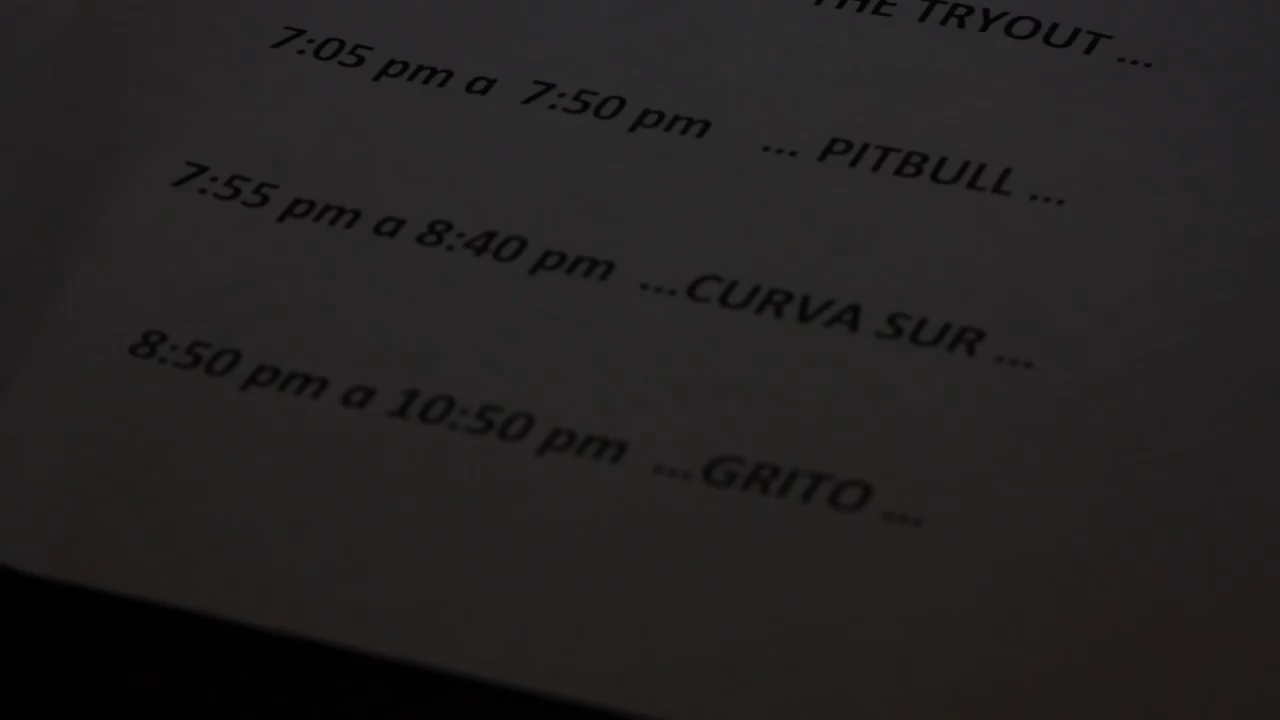 THE TRYOUT ...
7:05 pm a 7:50 pm ... PITBULL ...
7:55 pm a 8:40 pm ...CURVA SUR ...
8:50 pm a 10:50 pm ...GRITO ...